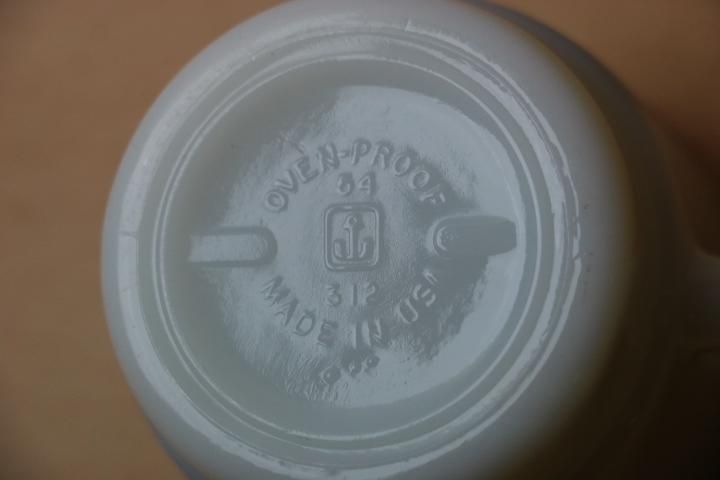 OVEN-PROOF
54
312
MADE IN USA